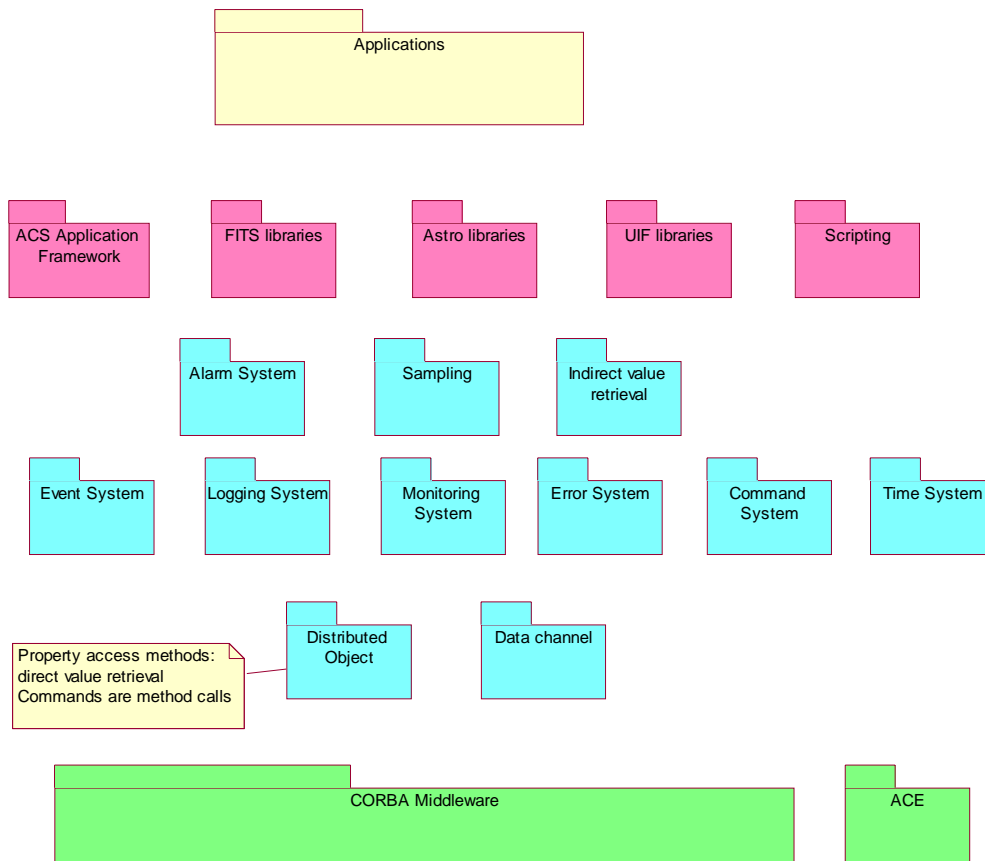 Applications
ACS Application
Framework
FITS libraries
Astro libraries
UIF libraries
Scripting
Alarm System
Sampling
Indirect value
retrieval
Event System
Logging System
Monitoring
System
Error System
Command
System
Time System
Distributed
Object
Data channel
Property access methods:
direct value retrieval
Commands are method calls
CORBA Middleware
ACE